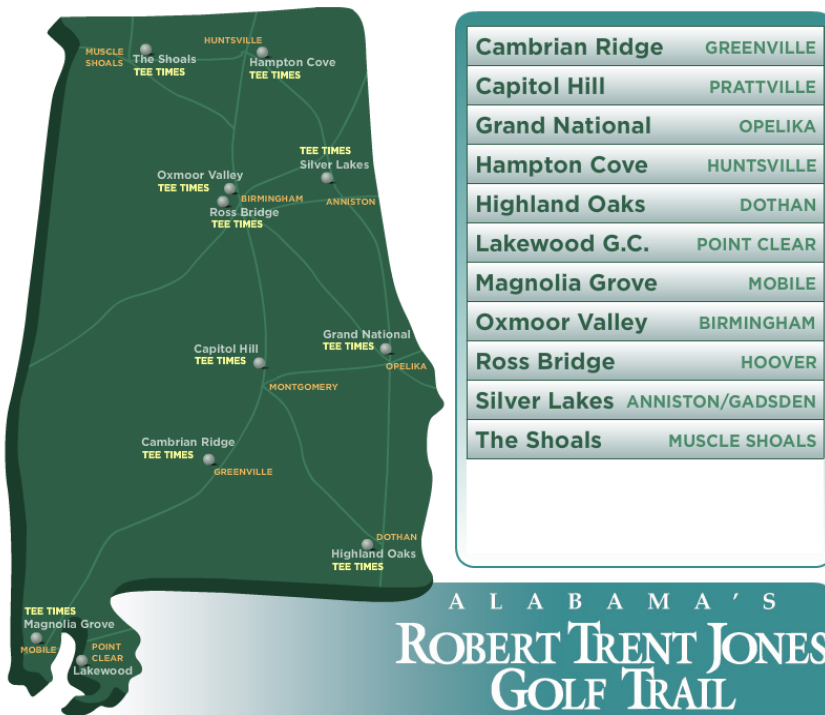 HUNTSVILLE
MUSCLE
SHOALS
The Shoals
TEE TIMES
Hampton Cove
TEE TIMES
TEE TIMES
Silver Lakes
ANNISTON
Oxmoor Valley
TEE TIMES
BIRMINGHAM
Ross Bridge
TEE TIMES
Grand National
TEE TIMES
OPELIKA
Capitol Hill
TEE TIMES
MONTGOMERY
Cambrian Ridge
TEE TIMES
GREENVILLE
DOTHAN
Highland Oaks
TEE TIMES
TEE TIMES
Magnolia Grove
MOBILE
POINT
CLEAR
Lakewood
Cambrian Ridge GREENVILLE
Capitol Hill PRATTVILLE
Grand National OPELIKA
Hampton Cove HUNTSVILLE
Highland Oaks DOTHAN
Lakewood G.C. POINT CLEAR
Magnolia Grove MOBILE
Oxmoor Valley BIRMINGHAM
Ross Bridge HOOVER
Silver Lakes ANNISTON/GADSDEN
The Shoals MUSCLE SHOALS
ALABAMA'S
ROBERT TRENT JONES
GOLF TRAIL